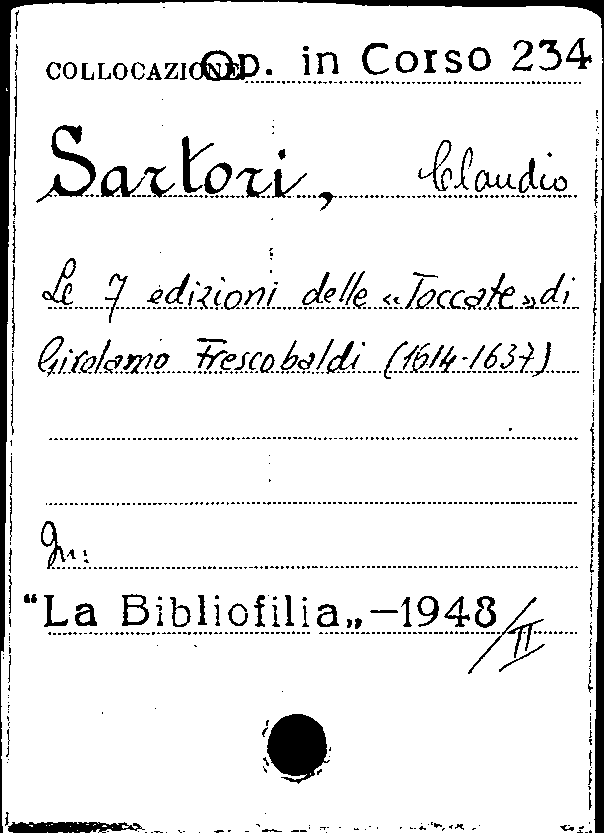 COLLOCAZIONE Op. in Corso 234
Sartori, Claudio
Le 7 edizioni delle «Toccate» di
Girolamo Frescobaldi (1614-1637)
In:
"La Bibliofilia„ —1948/II